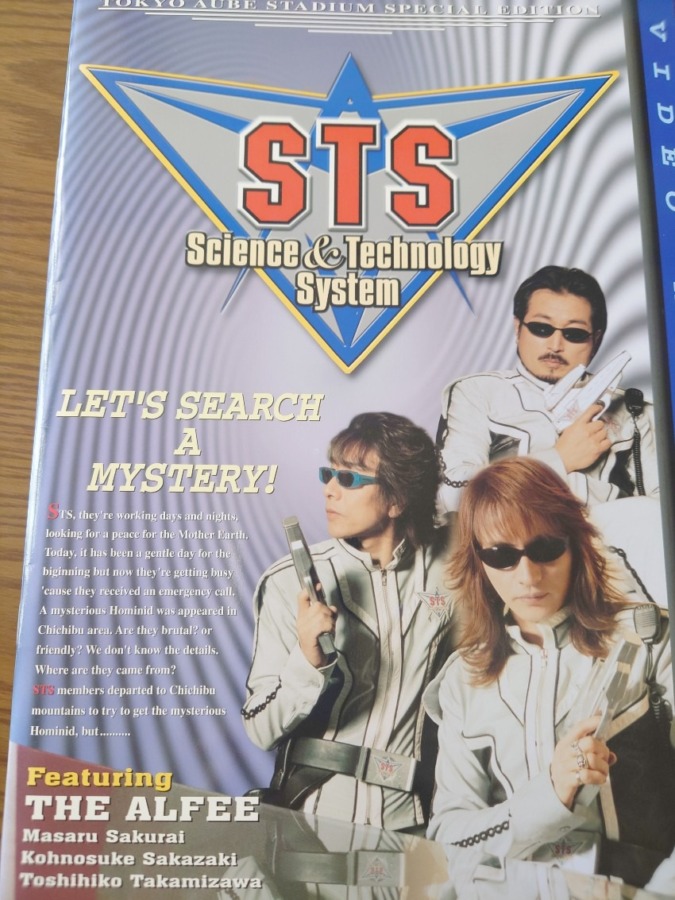 TOKYO AUBE STADIUM SPECIAL EDITION
VIDEO
STS
Science & Technology
System
LET'S SEARCH
A
MYSTERY!
STS, they're working days and nights,
looking for a peace for the Mother Earth.
Today, it has been a gentle day for the
biginning but now they're getting busy
'cause they received an emergency call.
A mysterious Hominid was appeared in
Chichibu area. Are they brutal? or
friendly? We don't know the details.
Where are they came from?
STS members departed to Chichibu
mountains to try to get the mysterious
Hominid, but..........
STS
STS
Featuring
THE ALFEE
Masaru Sakurai
Kohnosuke Sakazaki
Toshihiko Takamizawa